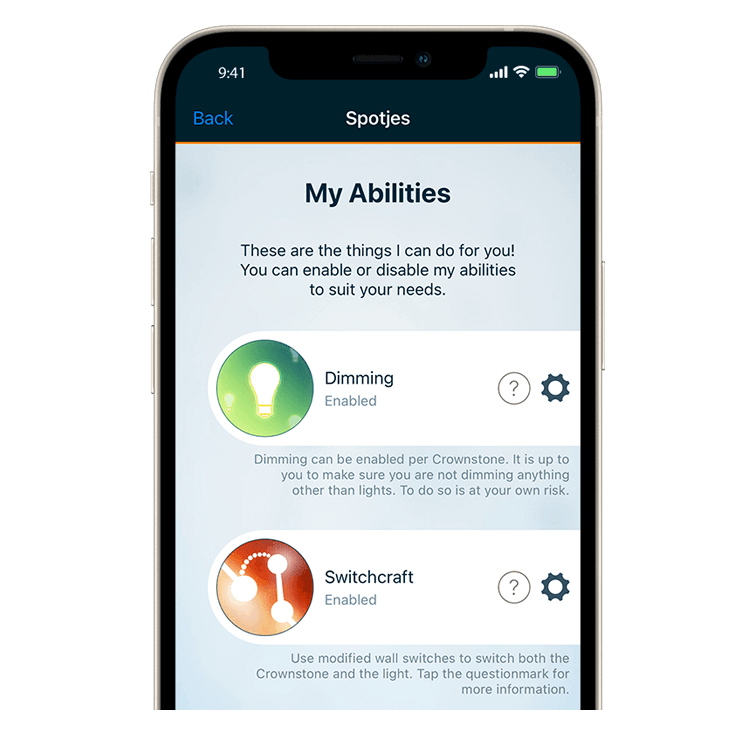 9:41
Back
Spotjes
My Abilities
These are the things I can do for you!
You can enable or disable my abilities
to suit your needs.
Dimming
Enabled
?
Dimming can be enabled per Crownstone. It is up to
you to make sure you are not dimming anything
other than lights. To do so is at your own risk.
Switchcraft
Enabled
?
Use modified wall switches to switch both the
Crownstone and the light. Tap the questionmark for
more information.